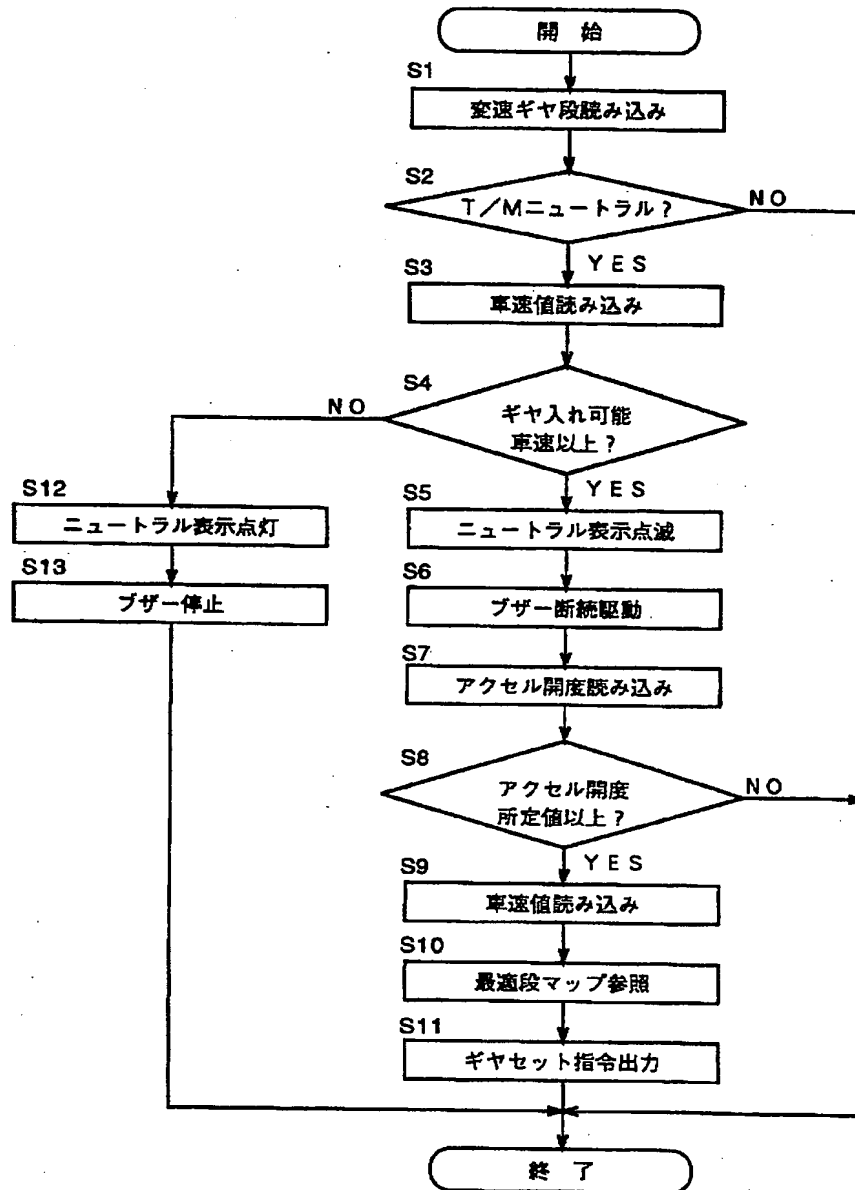 開　始
S1
変速ギヤ段読み込み
S2
T／Mニュートラル？
NO
YES
S3
車速値読み込み
S4
ギヤ入れ可能
車速以上？
NO
YES
S12
ニュートラル表示点灯
S13
ブザー停止
S5
ニュートラル表示点滅
S6
ブザー断続駆動
S7
アクセル開度読み込み
S8
アクセル開度
所定値以上？
NO
YES
S9
車速値読み込み
S10
最適段マップ参照
S11
ギヤセット指令出力
終　了